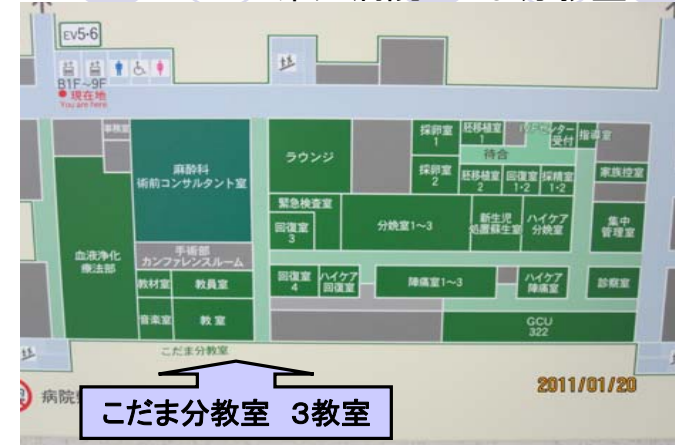 EV5·6
B1F~9F
現在地
You are here
事務室
麻酔科
術前コンサルタント室
ラウンジ
採卵室
1
胚移植室
1
センター
受付
指導室
待合
採卵室
2
胚移植室
2
回復室
1·2
採精室
1·2
家族控室
緊急検査室
回復室
3
分娩室1~3
新生児
処置蘇生室
ハイケア
分娩室
集中
管理室
血液浄化
療法部
手術部
カンファレンスルーム
教材室
教員室
回復室
4
ハイケア
回復室
陣痛室1~3
ハイケア
陣痛室
診察室
音楽室
教室
GCU
322
こだま分教室
病院
2011/01/20
こだま分教室 3教室